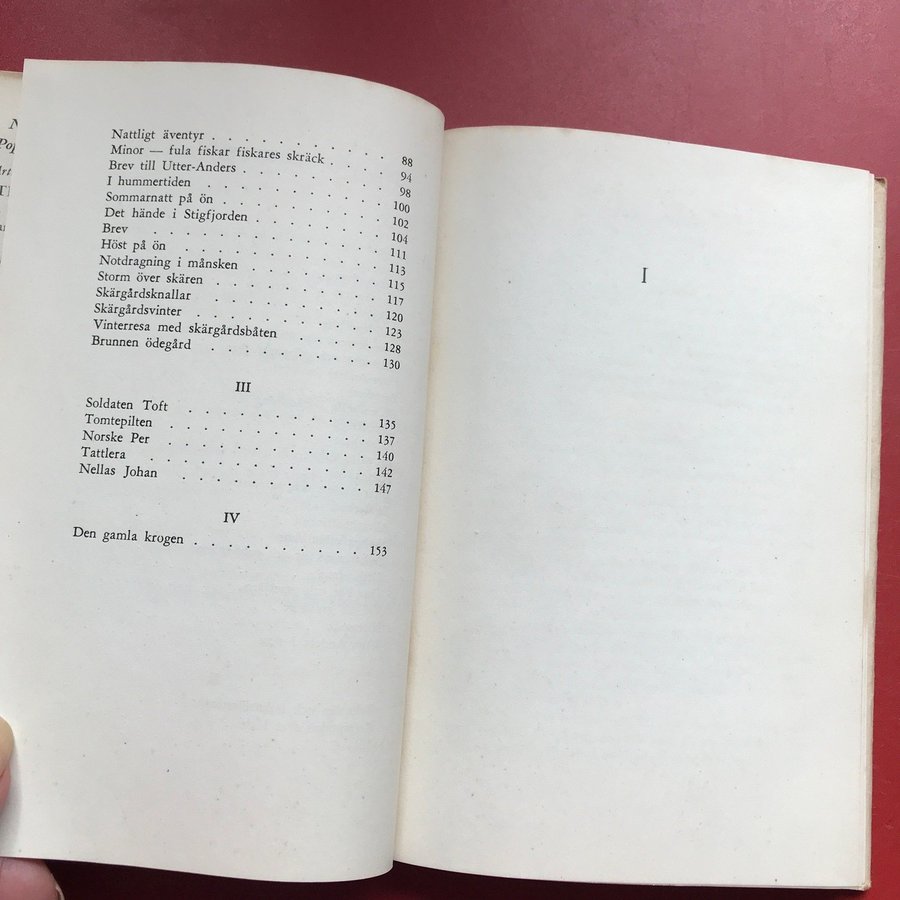 Nattligt äventyr . . . . . . . . . . 88
Minor — fula fiskar fiskares skräck . . . 94
Brev till Utter-Anders . . . . . . . . 98
I hummertiden . . . . . . . . . . 100
Sommarnatt på ön . . . . . . . . . 102
Det hände i Stigfjorden . . . . . . . 104
Brev . . . . . . . . . . . . . 111
Höst på ön . . . . . . . . . . . 113
Notdragning i månsken . . . . . . . 115
Storm över skären . . . . . . . . . 117
Skärgårdsknallar . . . . . . . . . 120
Skärgårdsvinter . . . . . . . . . . 123
Vinterresa med skärgårdsbåten . . . . . 128
Brunnen ödegård . . . . . . . . . 130
III
Soldaten Toft . . . . . . . . . . 135
Tomtepilten . . . . . . . . . . . 137
Norske Per . . . . . . . . . . . 140
Tattlera . . . . . . . . . . . . 142
Nellas Johan . . . . . . . . . . . 147
IV
Den gamla krogen . . . . . . . . . 153
I